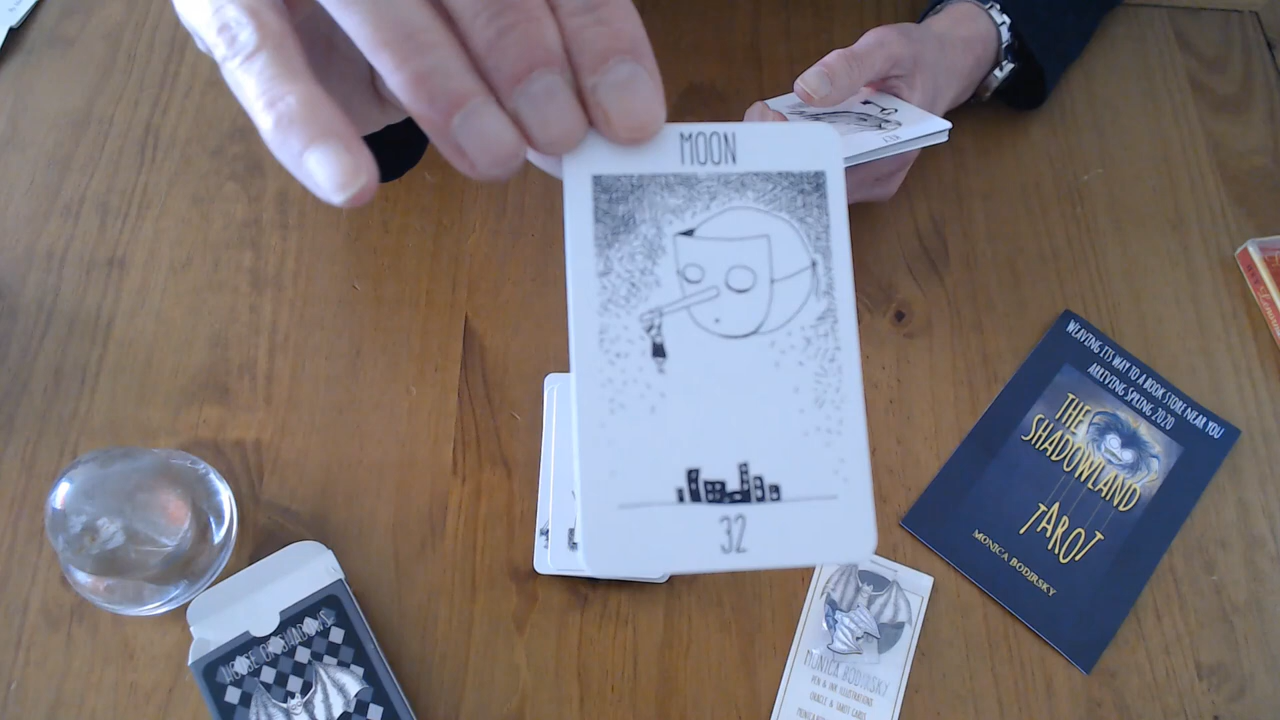 MOON
32
KEY
WEAVING ITS WAY TO A BOOK STORE NEAR YOU
ARRIVING SPRING 2020
THE
SHADOWLAND
TAROT
MONICA BODIRSKY
HOUSE OF SHADOWS
MONICA BODIRSKY
PEN & INK ILLUSTRATIONS
ORACLE & TAROT CARDS